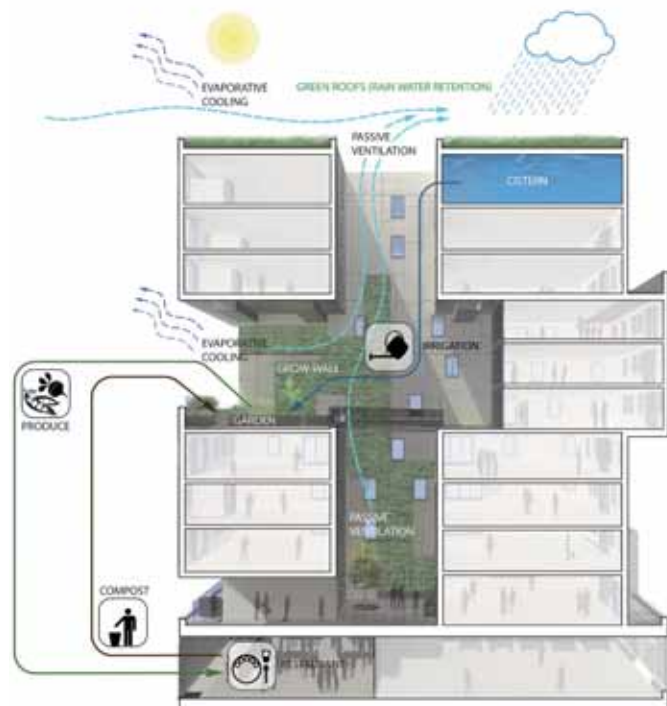 EVAPORATIVE
COOLING
GREEN ROOFS (RAIN WATER RETENTION)
PASSIVE
VENTILATION
CISTERN
EVAPORATIVE
COOLING
IRRIGATION
GROW-WALL
GARDEN
PRODUCE
PASSIVE
VENTILATION
COMPOST
RESTAURANT